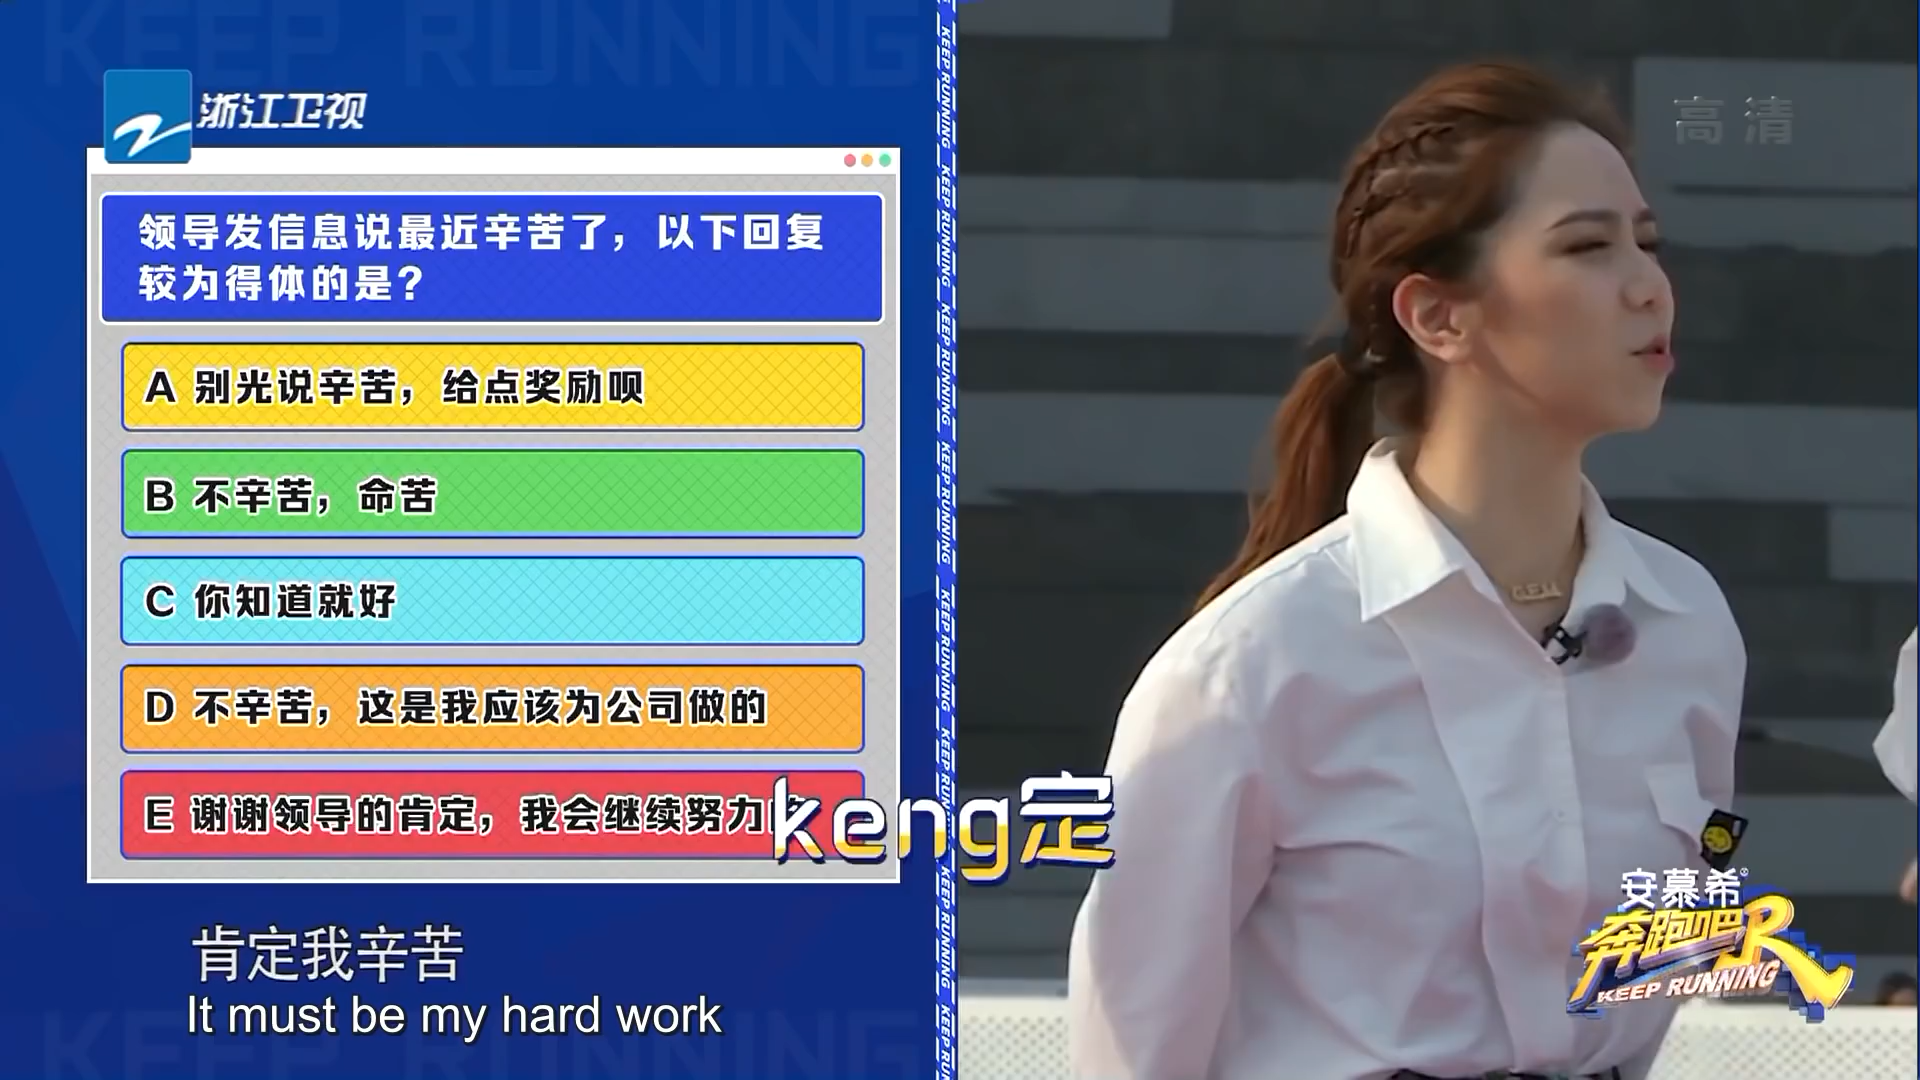 KEEP RUNNING
浙江卫视
高清
领导发信息说最近辛苦了，以下回复
较为得体的是？
A 别光说辛苦，给点奖励呗
B 不辛苦，命苦
C 你知道就好
D 不辛苦，这是我应该为公司做的
E 谢谢领导的肯定，我会继续努力
keng定
GEM
安慕希
奔跑吧
KEEP RUNNING
肯定我辛苦
It must be my hard work
KEEP RUNNING